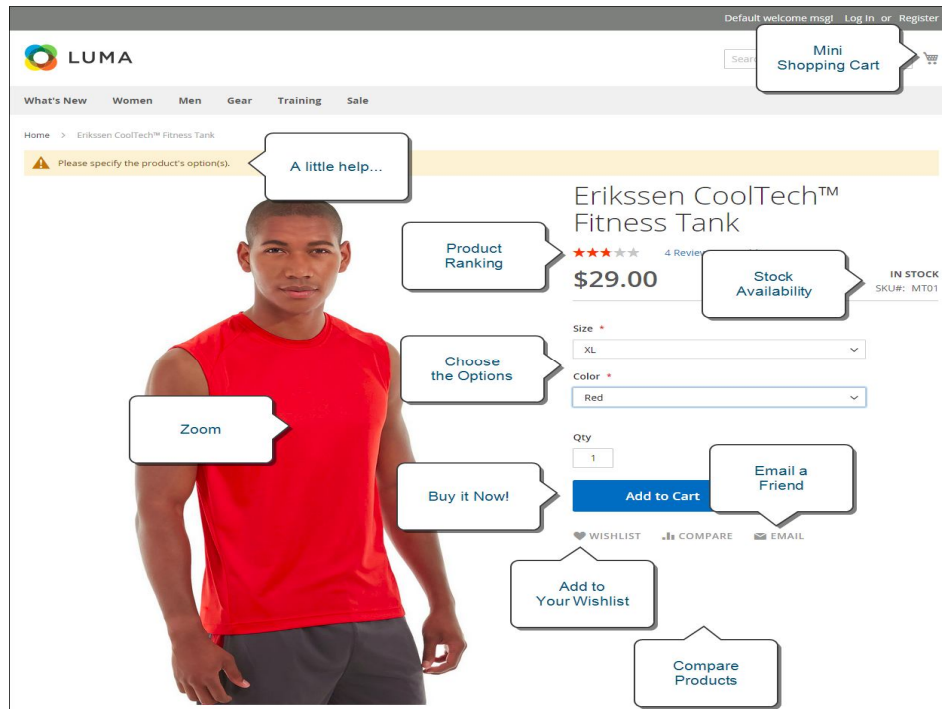 Default welcome msg! Log In or Register
LUMA
Mini
Shopping Cart
What's New Women Men Gear Training Sale
Home > Erikssen CoolTech™ Fitness Tank
Please specify the product's option(s).
A little help...
Erikssen CoolTech™
Fitness Tank
Product
Ranking
4
$29.00
Stock
Availability
IN STOCK
SKU#: MT01
Size *
XL
Choose
the Options
Color *
Red
Zoom
Qty
1
Buy it Now!
Add to Cart
Email a
Friend
WISHLIST COMPARE EMAIL
Add to
Your Wishlist
Compare
Products